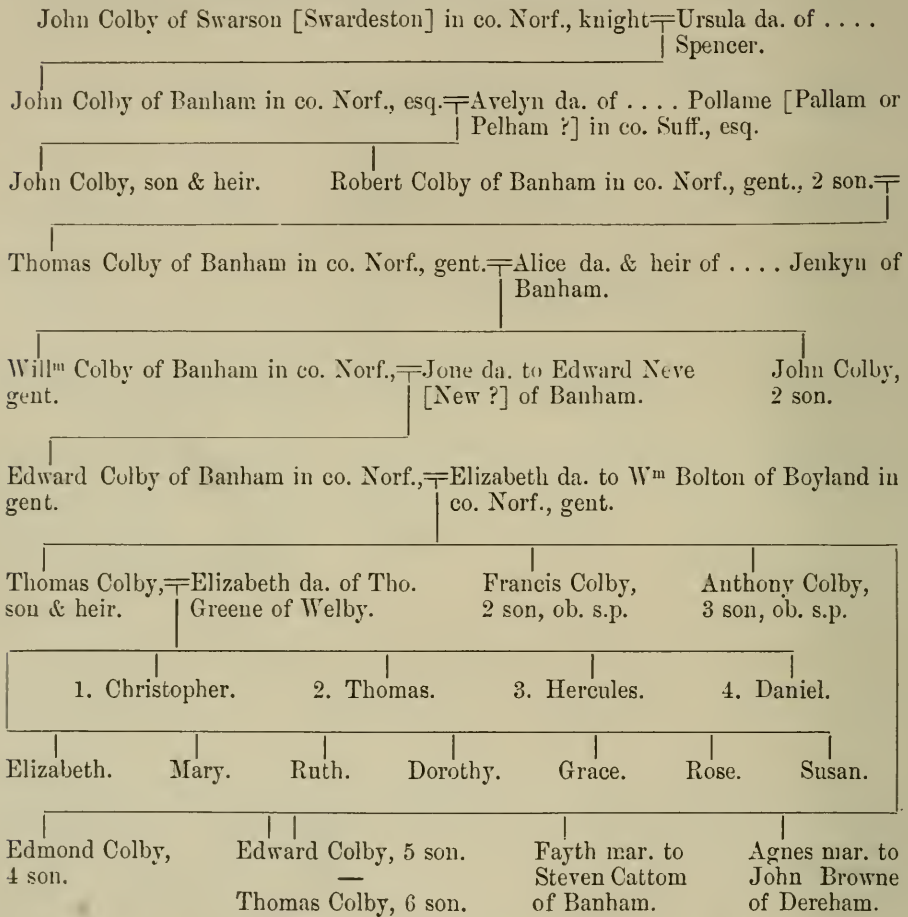 John Colby of Swarson [Swardeston] in co. Norf., knight=Ursula da. of . . . .
Spencer.
John Colby of Banham in co. Norf., esq.=Avelyn da. of . . . . Pollame [Pallam or
Pelham ?] in co. Suff., esq.
John Colby, son & heir. Robert Colby of Banham in co. Norf., gent., 2 son.=
Thomas Colby of Banham in co. Norf., gent.=Alice da. & heir of . . . . Jenkyn of
Banham.
Willm Colby of Banham in co. Norf.,=Jone da. to Edward Neve John Colby,
gent. [New ?] of Banham. 2 son.
Edward Colby of Banham in co. Norf.,=Elizabeth da. to Wm Bolton of Boyland in
gent. co. Norf., gent.
Thomas Colby,=Elizabeth da. of Tho. Francis Colby, Anthony Colby,
son & heir. Greene of Welby. 2 son, ob. s.p. 3 son, ob. s.p.
1. Christopher. 2. Thomas. 3. Hercules. 4. Daniel.
Elizabeth. Mary. Ruth. Dorothy. Grace. Rose. Susan.
Edmond Colby, Edward Colby, 5 son. Fayth mar. to Agnes mar. to
4 son. — Steven Cattom John Browne
Thomas Colby, 6 son. of Banham. of Dereham.